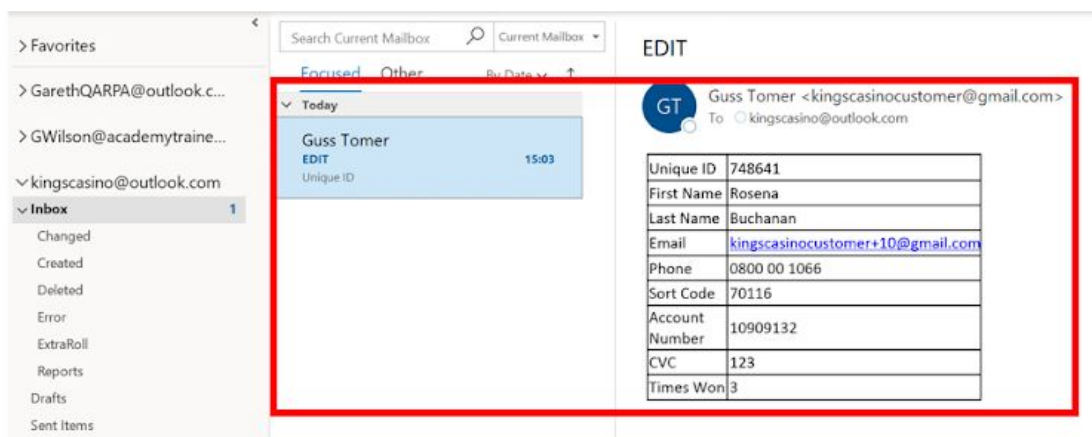 Favorites
GarethQARPA@outlook.c...
GWilson@academytraine...
kingscasino@outlook.com
Inbox 1
Changed
Created
Deleted
Error
ExtraRoll
Reports
Drafts
Sent Items
Search Current Mailbox Current Mailbox
Focused Other By Date
Today
Guss Tomer
EDIT 15:03
Unique ID
EDIT
GT
Guss Tomer <kingscasinocustomer@gmail.com>
To kingscasino@outlook.com
Unique ID 748641
First Name Rosena
Last Name Buchanan
Email kingscasinocustomer+10@gmail.com
Phone 0800 00 1066
Sort Code 70116
Account
Number 10909132
CVC 123
Times Won 3